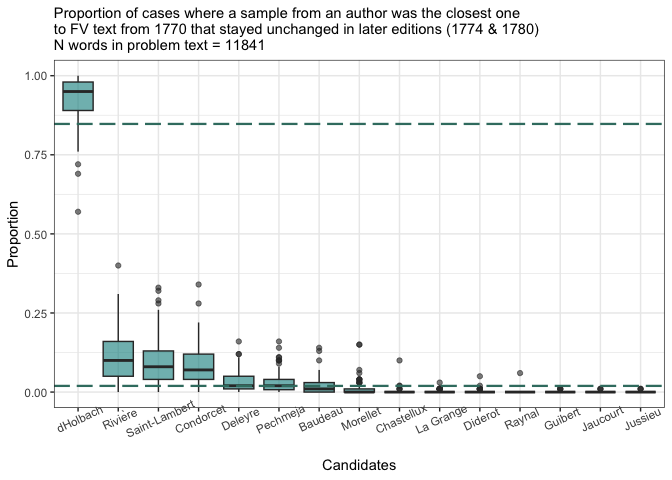 Proportion of cases where a sample from an author was the closest one
to FV text from 1770 that stayed unchanged in later editions (1774 & 1780)
N words in problem text = 11841
1.00
0.75
0.50
0.25
0.00
Proportion
dHolbach
Riviere
Saint-Lambert
Condorcet
Deleyre
Pechmeja
Baudeau
Morellet
Chastellux
La Grange
Diderot
Raynal
Guibert
Jaucourt
Jussieu
Candidates